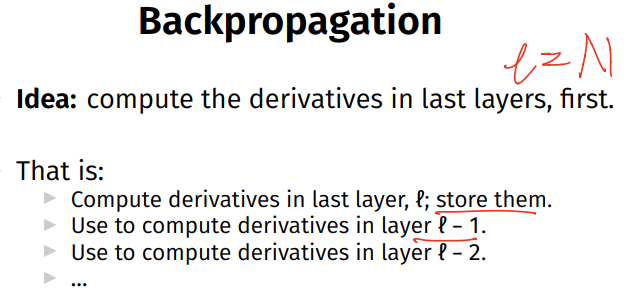 Backpropagation
ℓ = N
Idea: compute the derivatives in last layers, first.
That is:
Compute derivatives in last layer, ℓ; store them.
Use to compute derivatives in layer ℓ – 1.
Use to compute derivatives in layer ℓ – 2.
...